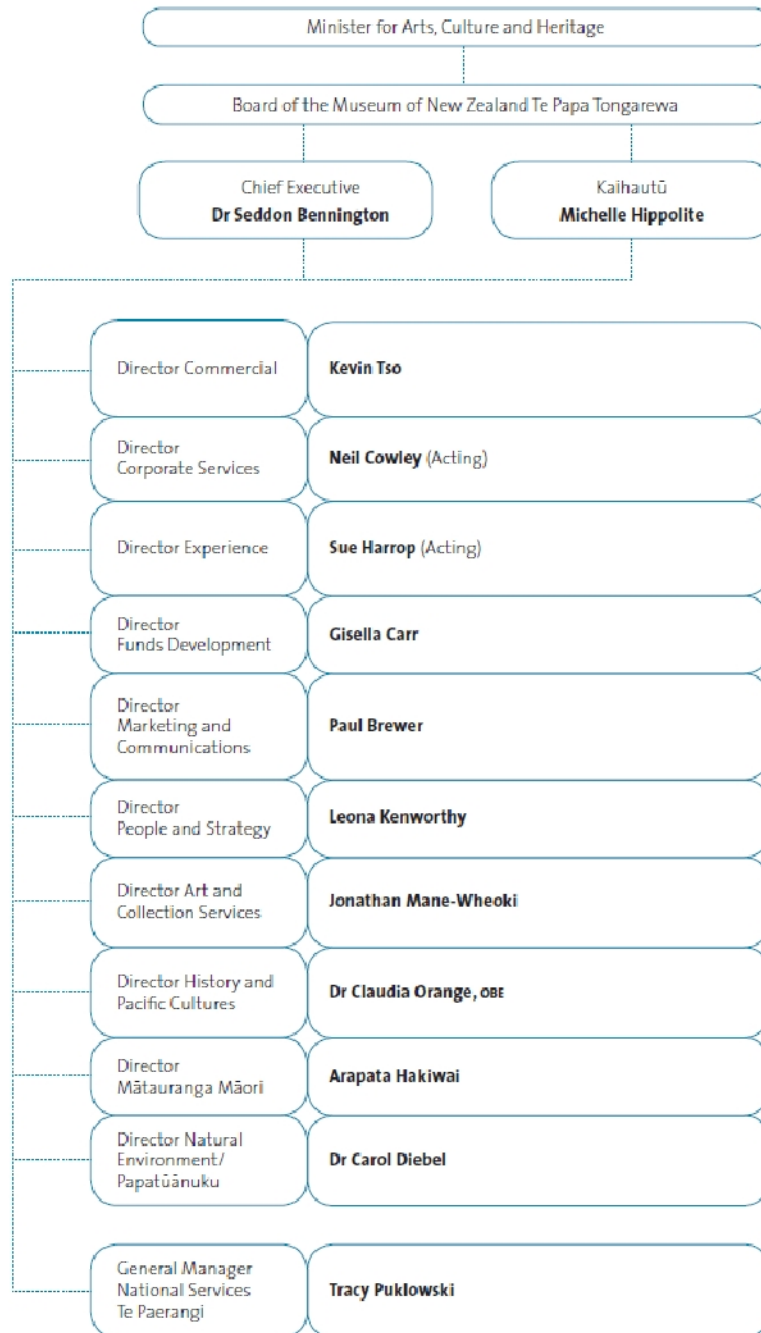 Minister for Arts, Culture and Heritage
Board of the Museum of New Zealand Te Papa Tongarewa
Chief Executive
Dr Seddon Bennington
Kaihautū
Michelle Hippolite
Director Commercial
Kevin Tso
Director
Corporate Services
Neil Cowley (Acting)
Director Experience
Sue Harrop (Acting)
Director
Funds Development
Gisella Carr
Director
Marketing and
Communications
Paul Brewer
Director
People and Strategy
Leona Kenworthy
Director Art and
Collection Services
Jonathan Mane-Wheoki
Director History and
Pacific Cultures
Dr Claudia Orange, OBE
Director
Mātauranga Māori
Arapata Hakiwai
Director Natural
Environment/
Papatūānuku
Dr Carol Diebel
General Manager
National Services
Te Paerangi
Tracy Puklowski